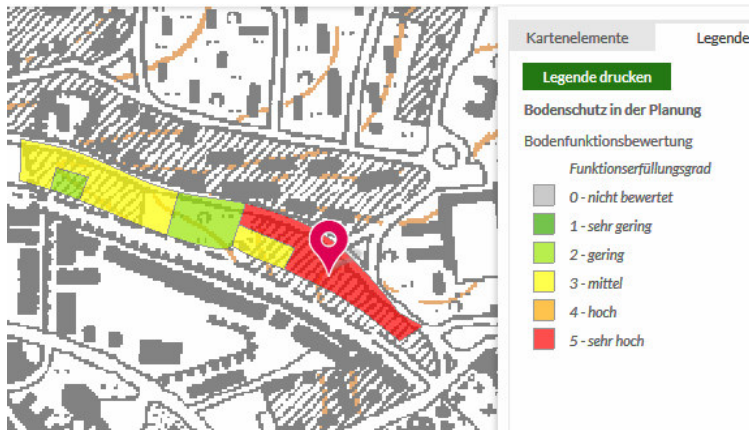 Kartenelemente
Legende
Legende drucken
Bodenschutz in der Planung
Bodenfunktionsbewertung
Funktionserfüllungsgrad
0 - nicht bewertet
1 - sehr gering
2 - gering
3 - mittel
4 - hoch
5 - sehr hoch